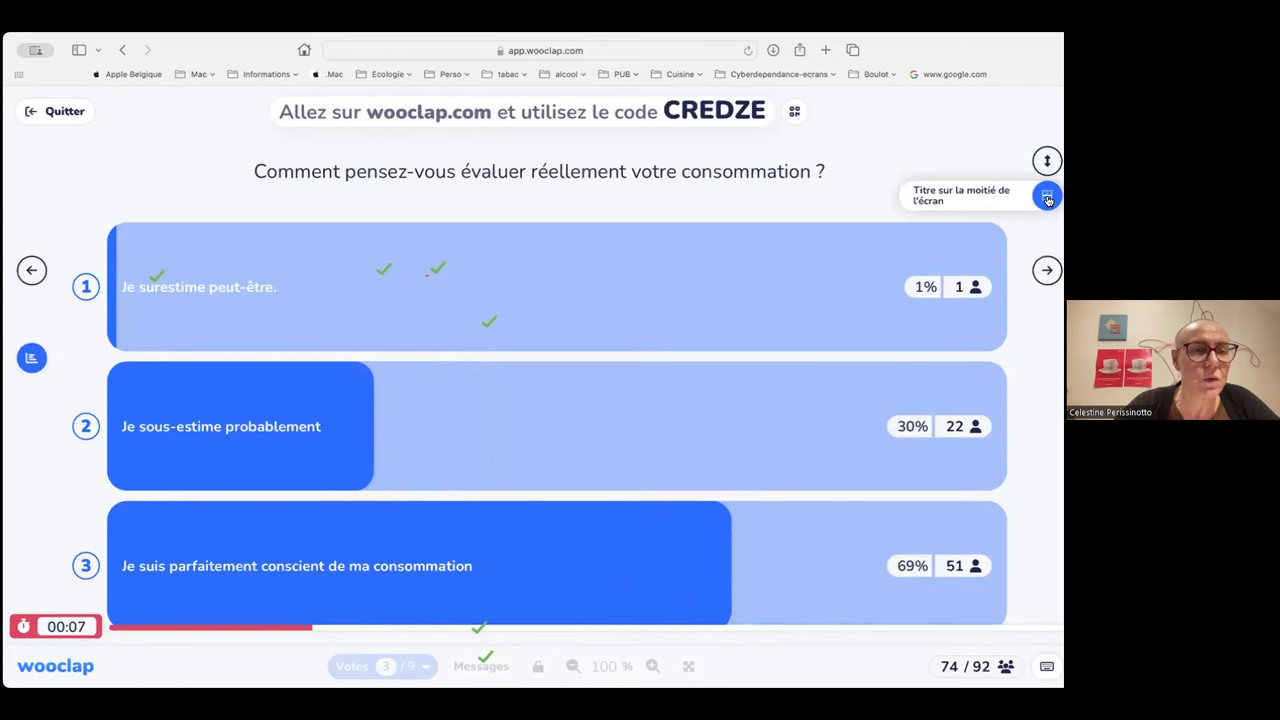 app.wooclap.com
Apple Belgique Mac Informations .Mac Ecologie Perso tabac alcool PUB Cuisine Cyberdependance-ecrans Boulot www.google.com
Quitter
Allez sur wooclap.com et utilisez le code CREDZE
Comment pensez-vous évaluer réellement votre consommation ?
Titre sur la moitié de
l'écran
1 Je surestime peut-être. 1% 1
2 Je sous-estime probablement 30% 22
3 Je suis parfaitement conscient de ma consommation 69% 51
Celestine Perissinotto
00:07
wooclap Votes 3 / 9 Messages 100 % 74 / 92